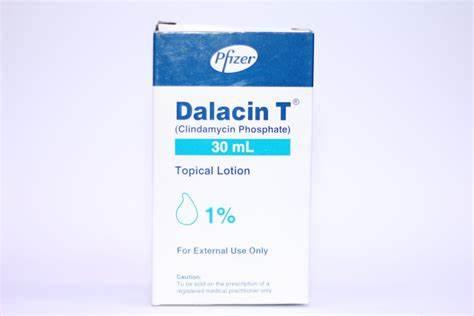 Pfizer
Dalacin T®
(Clindamycin Phosphate)
30 mL
Topical Lotion
1%
For External Use Only
Caution:
To be sold on the prescription of a
registered medical practitioner only